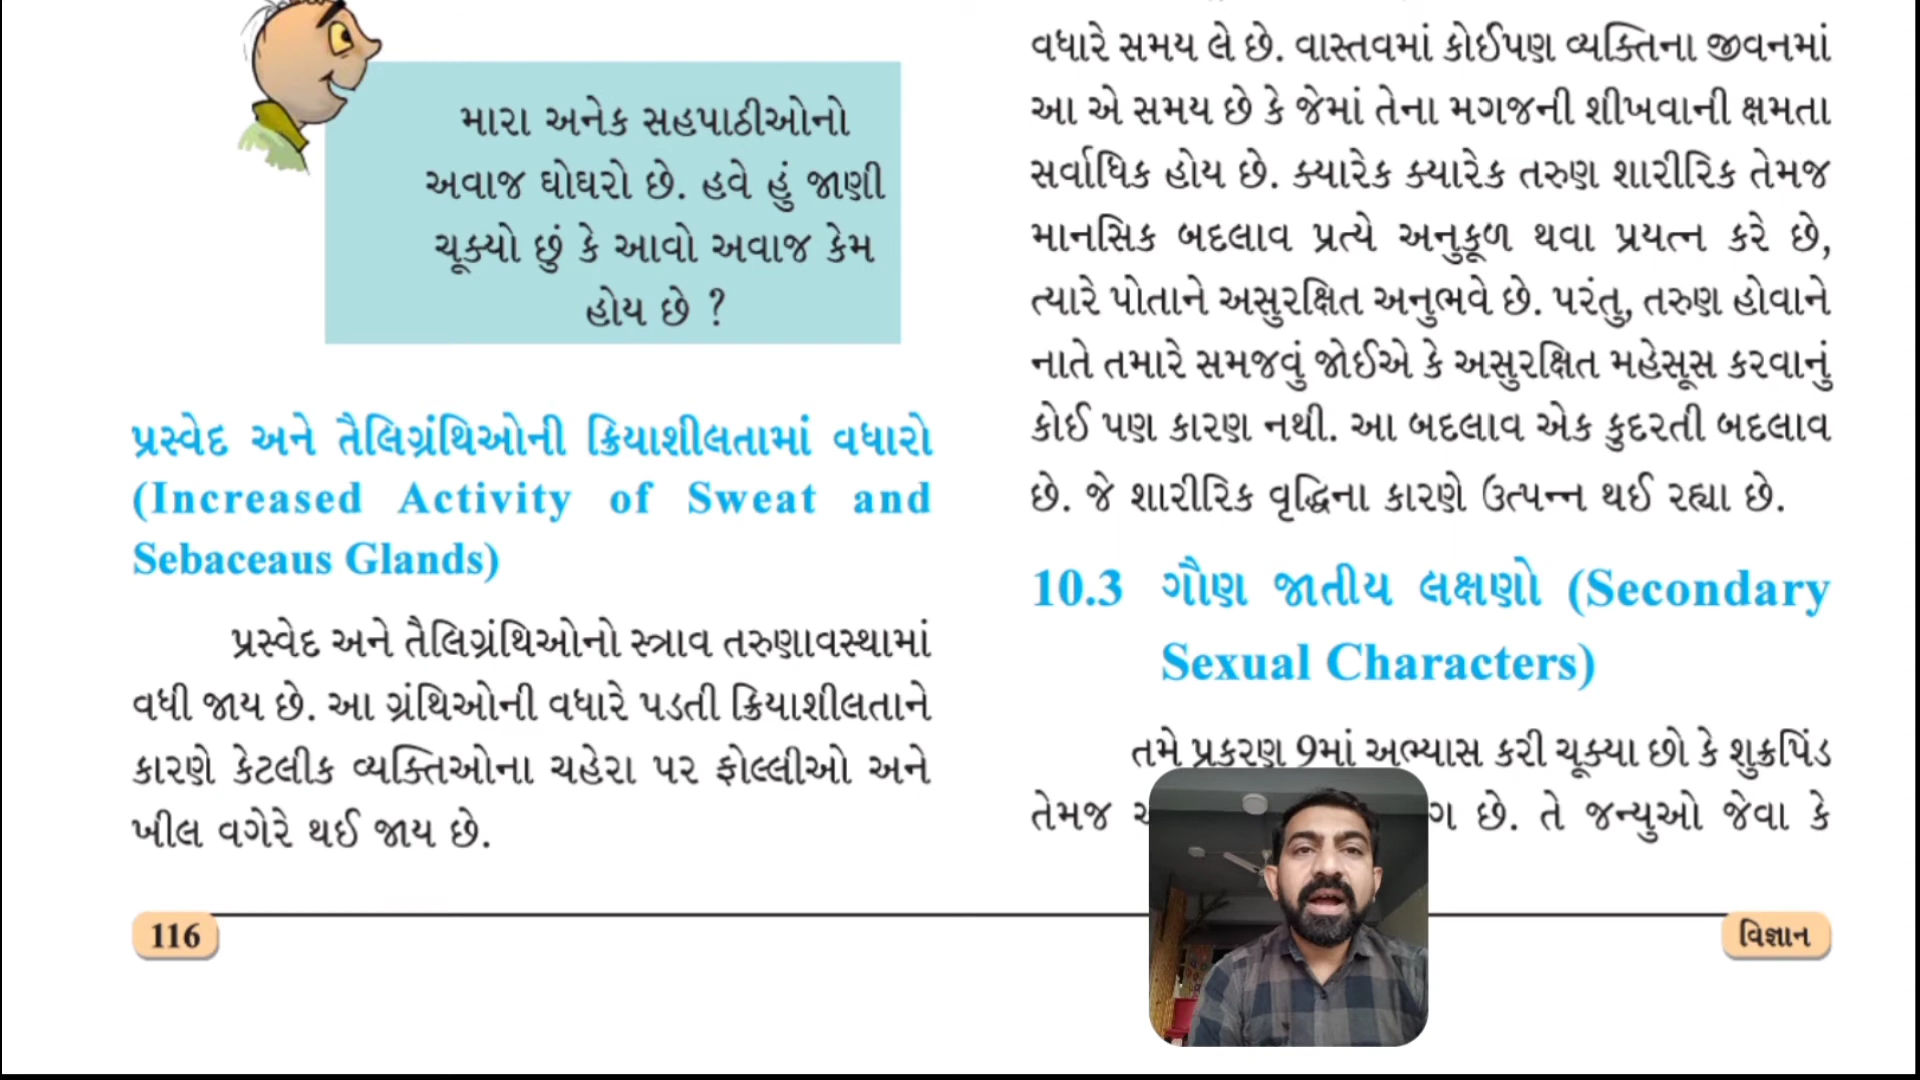 મારા અનેક સહપાઠીઓનો
અવાજ ઘોઘરો છે. હવે હું જાણી
ચૂક્યો છું કે આવો અવાજ કેમ
હોય છે ?
પ્રસ્વેદ અને તૈલિગ્રંથિઓની ક્રિયાશીલતામાં વધારો
(Increased Activity of Sweat and
Sebaceaus Glands)
પ્રસ્વેદ અને તૈલિગ્રંથિઓનો સ્ત્રાવ તરુણાવસ્થામાં
વધી જાય છે. આ ગ્રંથિઓની વધારે પડતી ક્રિયાશીલતાને
કારણે કેટલીક વ્યક્તિઓના ચહેરા પર ફોલ્લીઓ અને
ખીલ વગેરે થઈ જાય છે.
વધારે સમય લે છે. વાસ્તવમાં કોઈપણ વ્યક્તિના જીવનમાં
આ એ સમય છે કે જેમાં તેના મગજની શીખવાની ક્ષમતા
સર્વાધિક હોય છે. ક્યારેક ક્યારેક તરુણ શારીરિક તેમજ
માનસિક બદલાવ પ્રત્યે અનુકૂળ થવા પ્રયત્ન કરે છે,
ત્યારે પોતાને અસુરક્ષિત અનુભવે છે. પરંતુ, તરુણ હોવાને
નાતે તમારે સમજવું જોઈએ કે અસુરક્ષિત મહેસૂસ કરવાનું
કોઈ પણ કારણ નથી. આ બદલાવ એક કુદરતી બદલાવ
છે. જે શારીરિક વૃદ્ધિના કારણે ઉત્પન્ન થઈ રહ્યા છે.
10.3 ગૌણ જાતીય લક્ષણો (Secondary
Sexual Characters)
તમે પ્રકરણ 9માં અભ્યાસ કરી ચૂક્યા છો કે શુક્રપિંડ
તેમજ છે. તે જન્યુઓ જેવા કે
116
વિજ્ઞાન